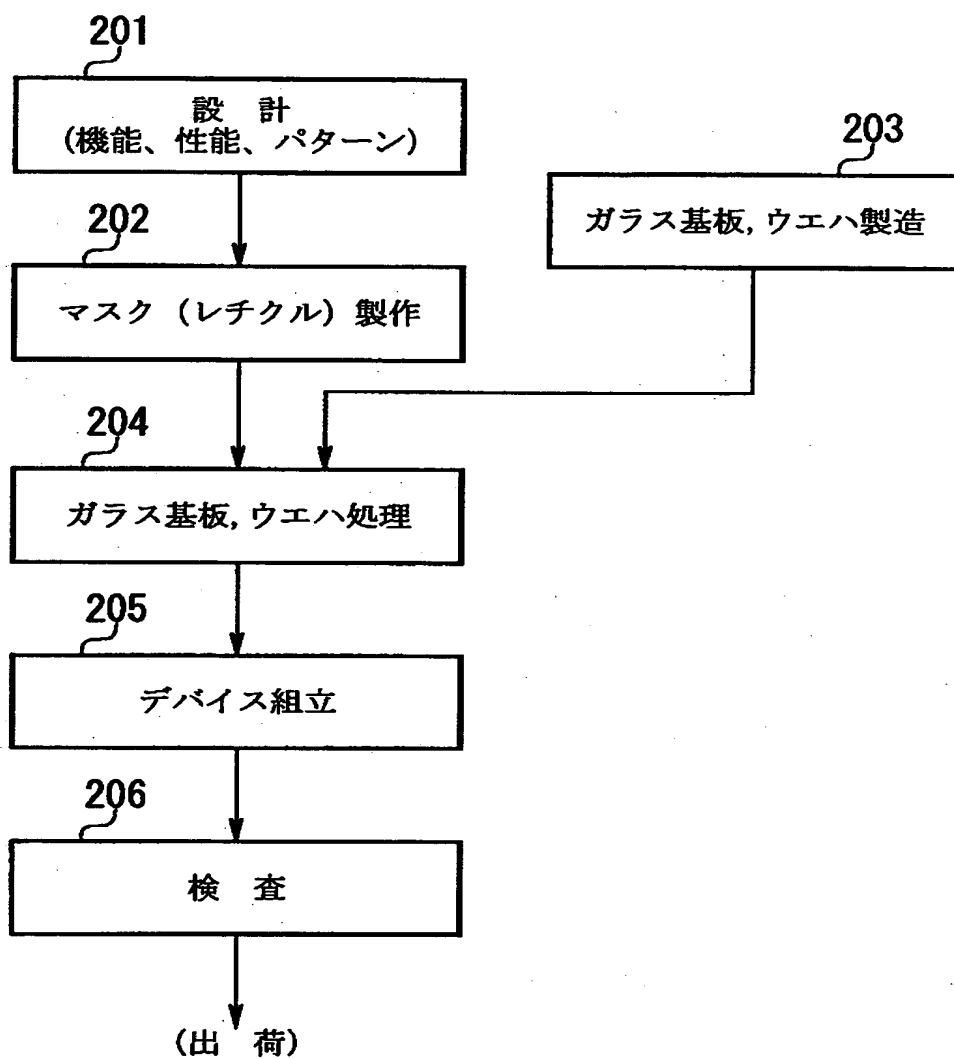 201
設　計
(機能、性能、パターン)
203
ガラス基板, ウエハ製造
202
マスク（レチクル）製作
204
ガラス基板, ウエハ処理
205
デバイス組立
206
検　査
(出　荷)